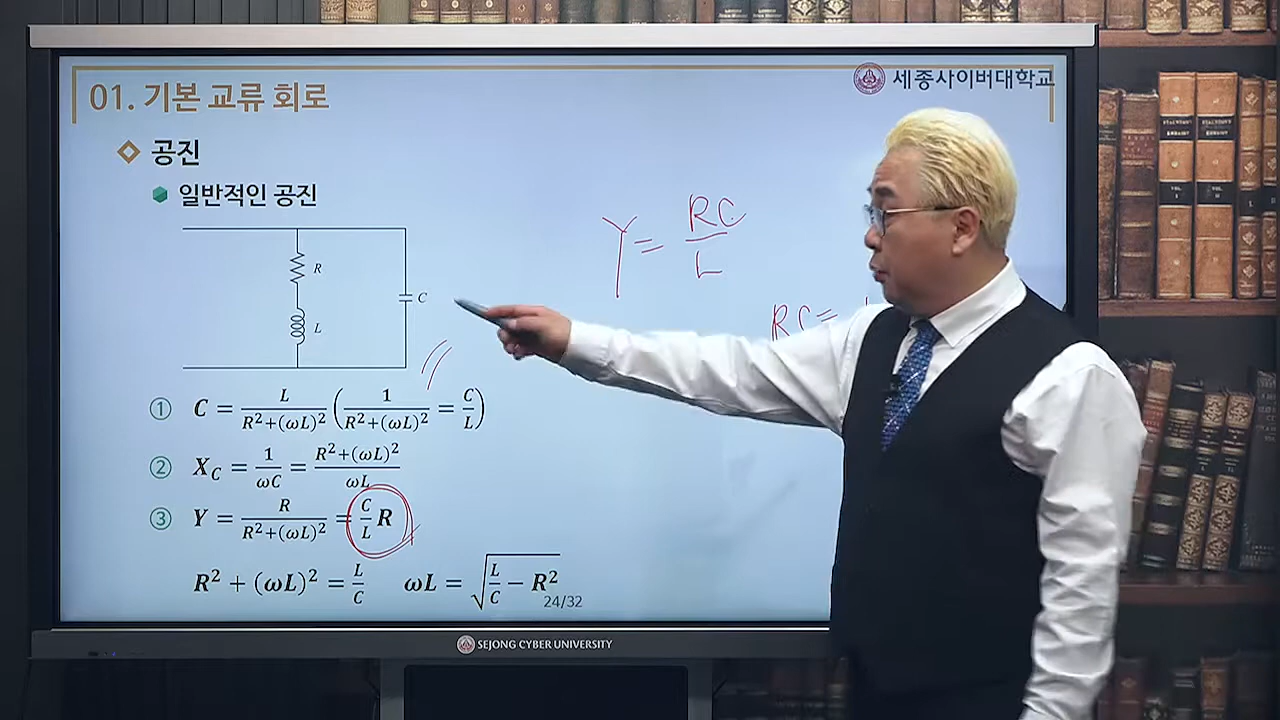 세종사이버대학교
01. 기본 교류 회로
공진
일반적인 공진
R
L
C
Y = RC/L
RC =
① C = L/(R²+(ωL)²) (1/(R²+(ωL)²) = C/L)
② X_C = 1/(ωC) = (R²+(ωL)²)/(ωL)
③ Y = R/(R²+(ωL)²) = C/L R
R² + (ωL)² = L/C ωL = √(L/C − R²)
24/32
SEJONG CYBER UNIVERSITY